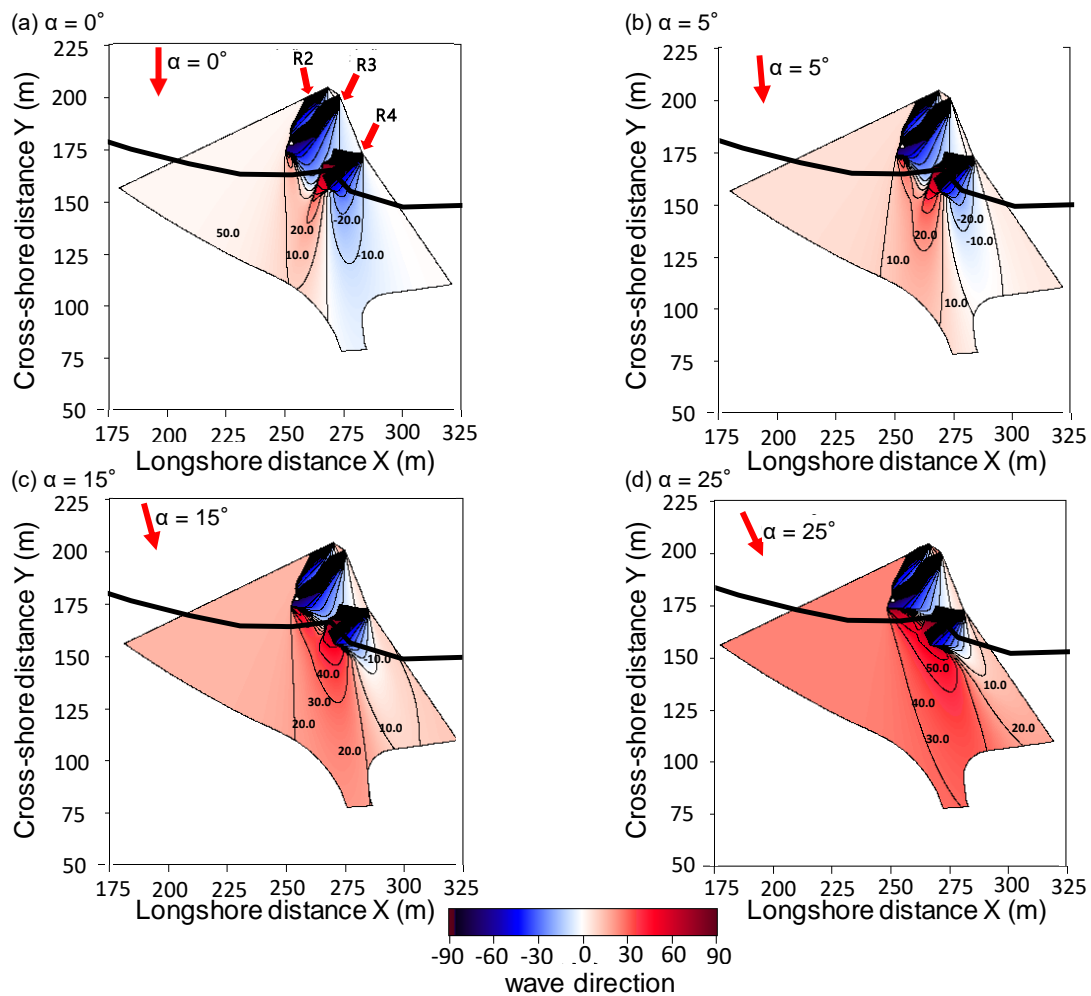 (a) α = 0°
(b) α = 5°
225
200
175
150
125
100
75
50
Cross-shore distance Y (m)
α = 0°
R2
R3
R4
50.0
20.0
10.0
-20.0
-10.0
175 200 225 250 275 300 325
Longshore distance X (m)
225
200
175
150
125
100
75
50
Cross-shore distance Y (m)
α = 5°
20.0
10.0
-20.0
-10.0
10.0
175 200 225 250 275 300 325
Longshore distance X (m)
(c) α = 15°
(d) α = 25°
225
200
175
150
125
100
75
50
Cross-shore distance Y (m)
α = 15°
-10.0
40.0
30.0
20.0
20.0
10.0
175 200 225 250 275 300 325
Longshore distance X (m)
225
200
175
150
125
100
75
50
Cross-shore distance Y (m)
α = 25°
50.0
10.0
40.0
20.0
30.0
175 200 225 250 275 300 325
Longshore distance X (m)
-90 -60 -30 0 30 60 90
wave direction